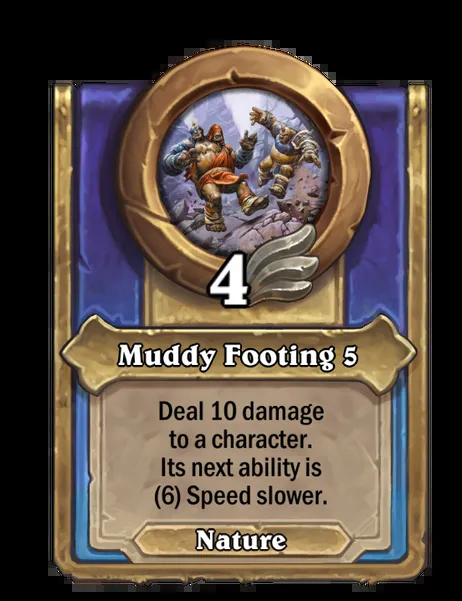 4
Muddy Footing 5
Deal 10 damage
to a character.
Its next ability is
(6) Speed slower.
Nature